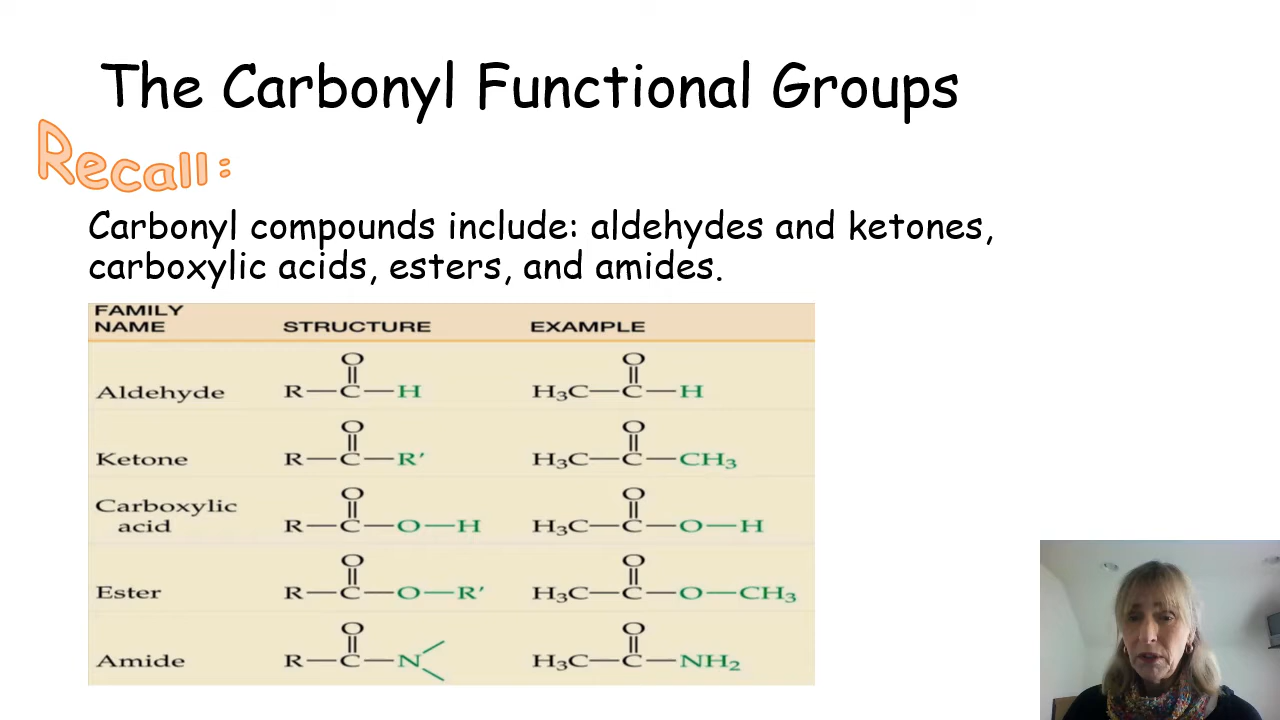 The Carbonyl Functional Groups
Recall:
Carbonyl compounds include: aldehydes and ketones,
carboxylic acids, esters, and amides.
FAMILY
NAME STRUCTURE EXAMPLE
O O
||  ||
Aldehyde R—C—H H₃C—C—H
O O
||  ||
Ketone R—C—R′ H₃C—C—CH₃
Carboxylic O O
||  ||
acid R—C—O—H H₃C—C—O—H
O O
||  ||
Ester R—C—O—R′ H₃C—C—O—CH₃
O O
||  ||
Amide R—C—N H₃C—C—NH₂